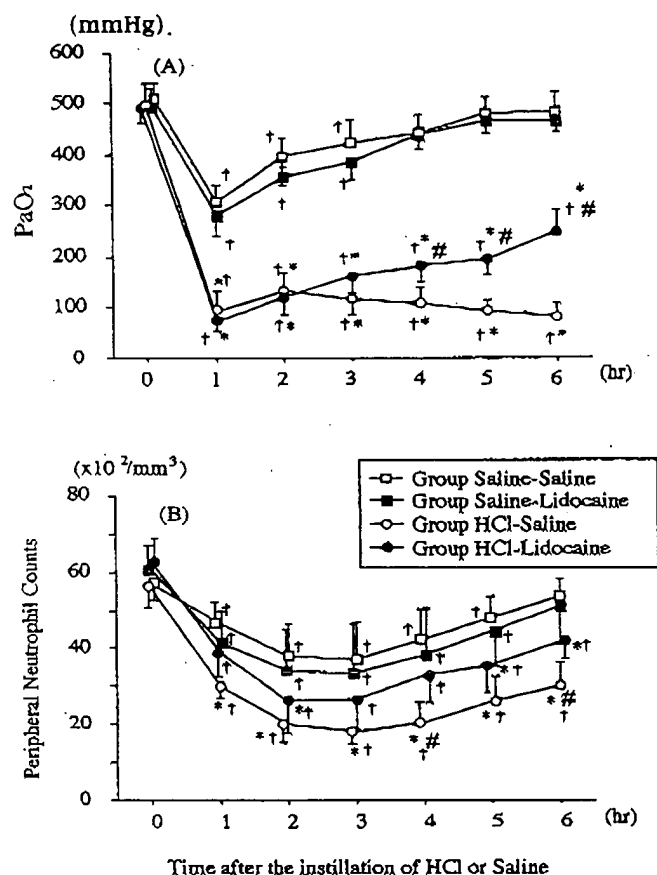 (mmHg).
600
(A)
500
400
300
200
100
0
PaO₂
† † †
† † †
*† †* †* †*# †*# *†#
†* †* †* †* †* †*
0 1 2 3 4 5 6 (hr)
(x10²/mm³)
Group Saline-Saline
Group Saline-Lidocaine
Group HCl-Saline
Group HCl-Lidocaine
80
(B)
60
40
20
0
Peripheral Neutrophil Counts
† † † † †
† † † † †
† *† † † *† *†
*† *† *† *†# *† *#†
0 1 2 3 4 5 6 (hr)
Time after the instillation of HCl or Saline